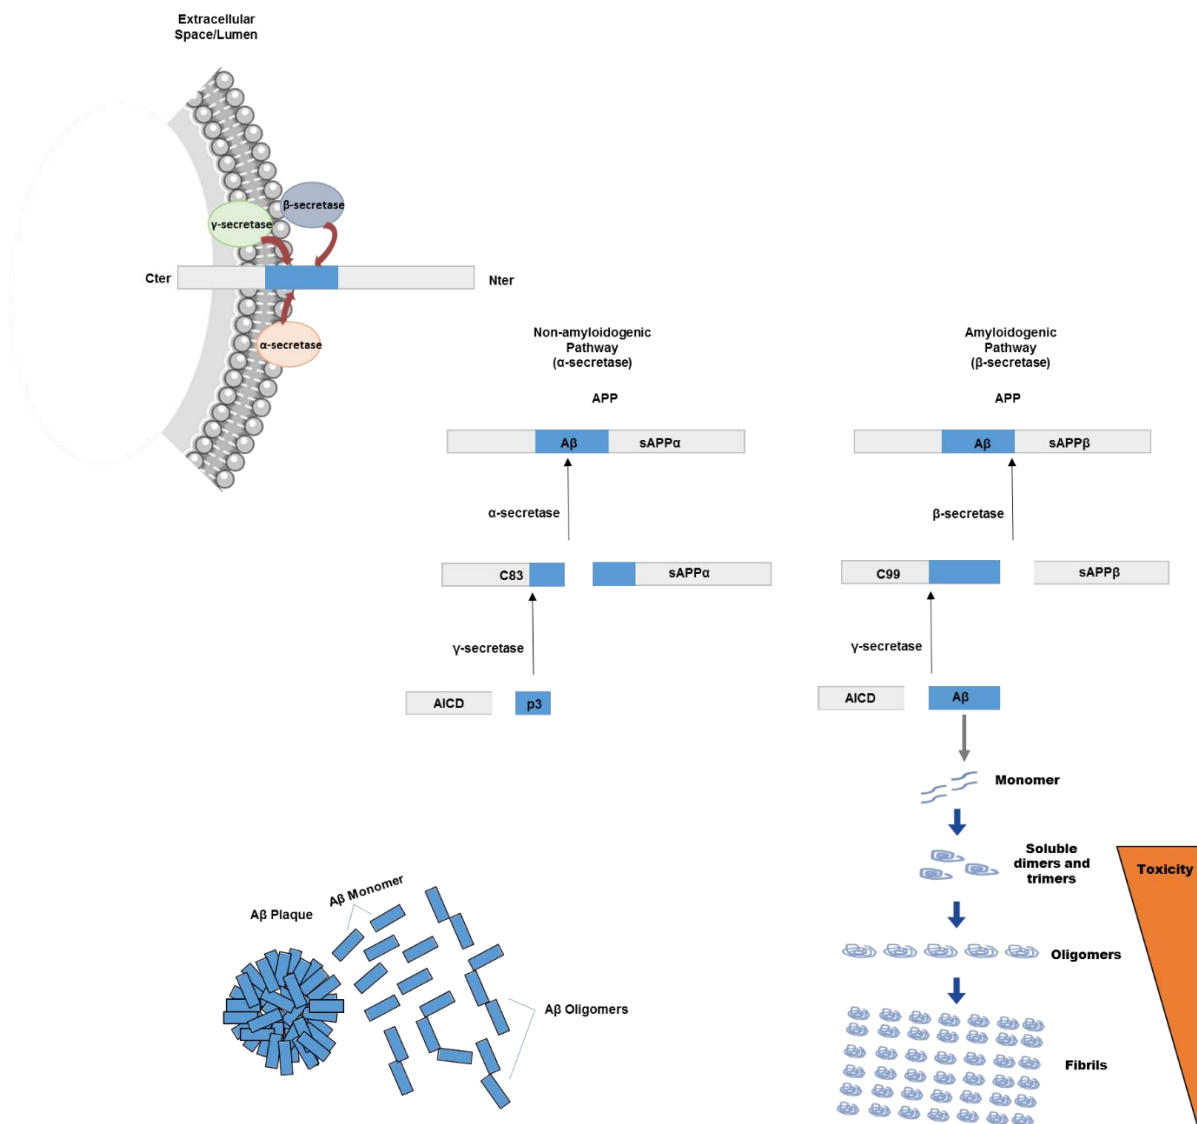 Extracellular
Space/Lumen
β-secretase
γ-secretase
Cter
Nter
α-secretase
Non-amyloidogenic
Pathway
(α-secretase)
APP
Aβ
sAPPα
α-secretase
C83
sAPPα
γ-secretase
AICD
p3
Amyloidogenic
Pathway
(β-secretase)
APP
Aβ
sAPPβ
β-secretase
C99
sAPPβ
γ-secretase
AICD
Aβ
Monomer
Soluble
dimers and
trimers
Oligomers
Fibrils
Toxicity
Aβ Monomer
Aβ Plaque
Aβ Oligomers